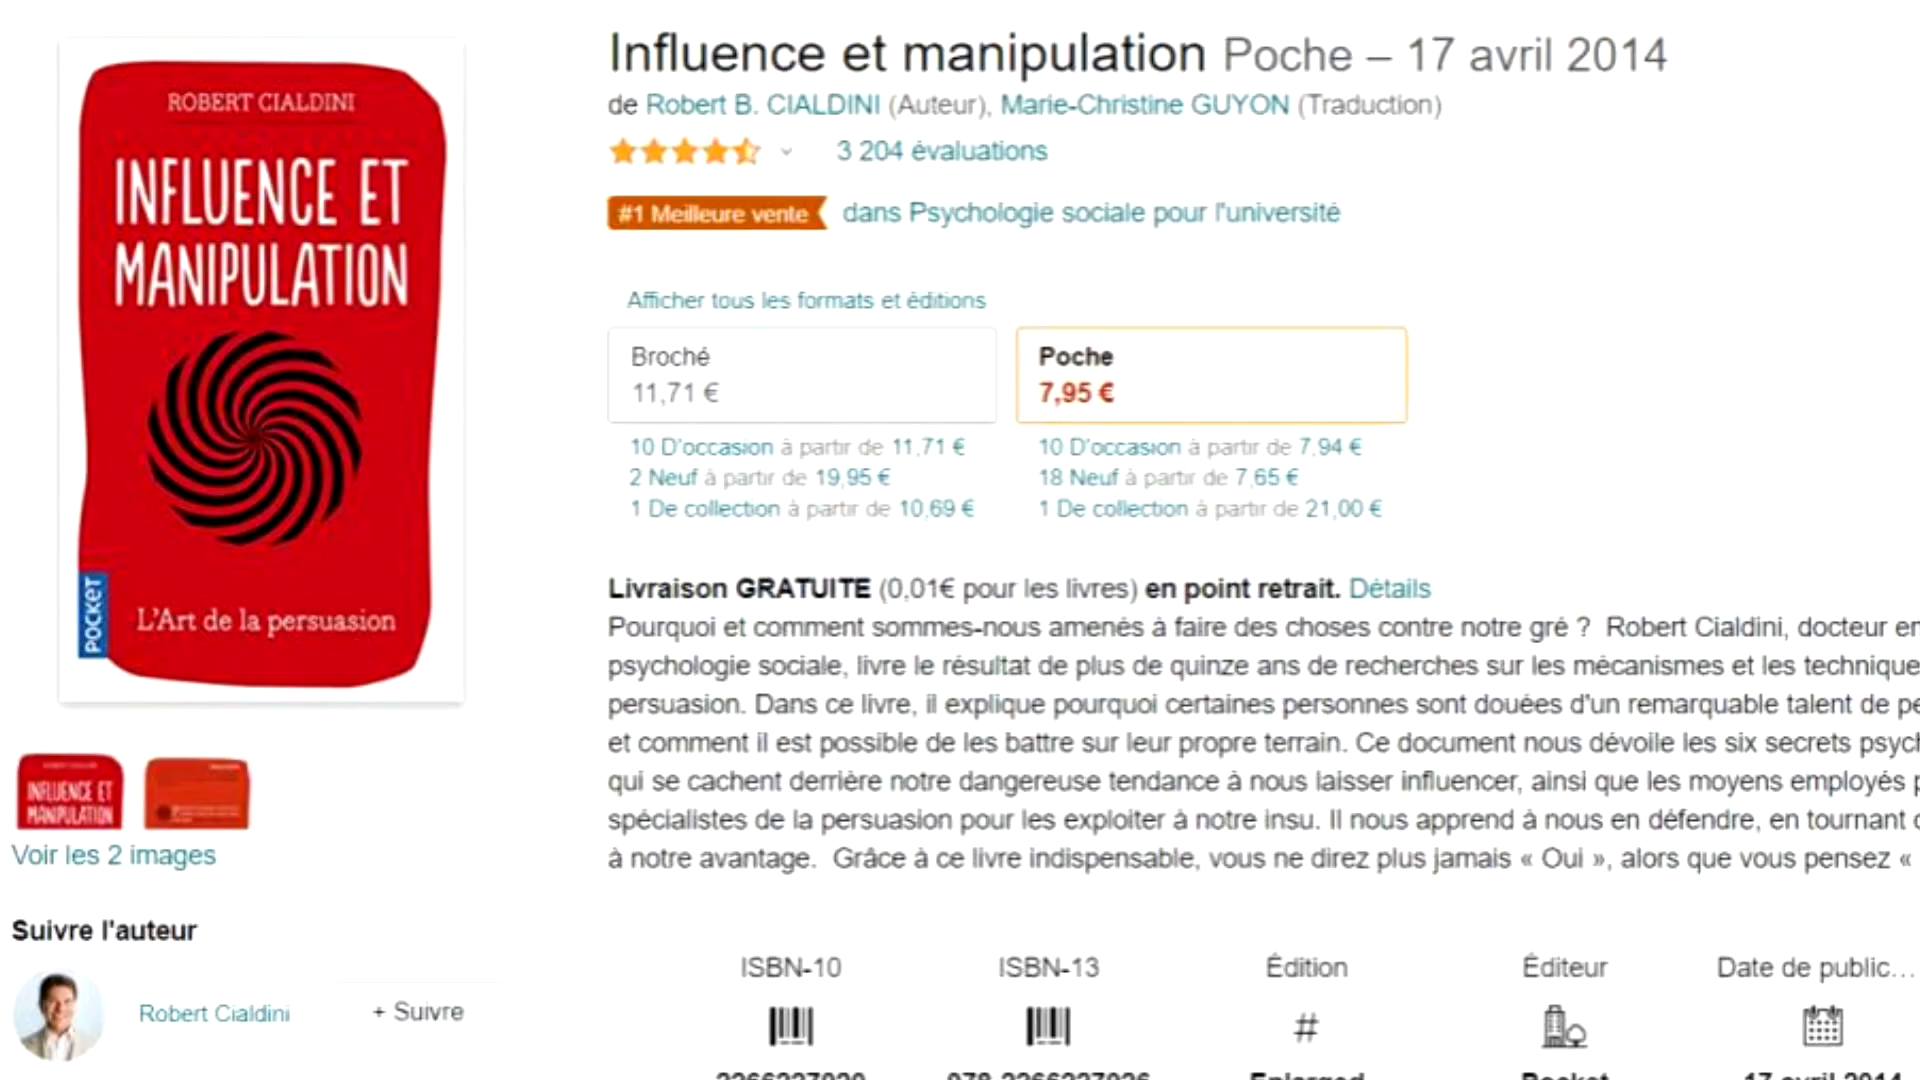 ROBERT CIALDINI
INFLUENCE ET
MANIPULATION
POCKET
L'Art de la persuasion
INFLUENCE ET
MANIPULATION
Voir les 2 images
Suivre l'auteur
Robert Cialdini
+ Suivre
Influence et manipulation Poche – 17 avril 2014
de Robert B. CIALDINI (Auteur), Marie-Christine GUYON (Traduction)
3 204 évaluations
#1 Meilleure vente dans Psychologie sociale pour l'université
Afficher tous les formats et éditions
Broché
11,71 €
10 D'occasion à partir de 11,71 €
2 Neuf à partir de 19,95 €
1 De collection à partir de 10,69 €
Poche
7,95 €
10 D'occasion à partir de 7,94 €
18 Neuf à partir de 7,65 €
1 De collection à partir de 21,00 €
Livraison GRATUITE (0,01€ pour les livres) en point retrait. Détails
Pourquoi et comment sommes-nous amenés à faire des choses contre notre gré ? Robert Cialdini, docteur en
psychologie sociale, livre le résultat de plus de quinze ans de recherches sur les mécanismes et les technique
persuasion. Dans ce livre, il explique pourquoi certaines personnes sont douées d'un remarquable talent de pe
et comment il est possible de les battre sur leur propre terrain. Ce document nous dévoile les six secrets psych
qui se cachent derrière notre dangereuse tendance à nous laisser influencer, ainsi que les moyens employés p
spécialistes de la persuasion pour les exploiter à notre insu. Il nous apprend à nous en défendre, en tournant
à notre avantage. Grâce à ce livre indispensable, vous ne direz plus jamais « Oui », alors que vous pensez «
ISBN-10
ISBN-13
Édition
#
Éditeur
Date de public...
Enlarged
Pocket
17 avril 2014